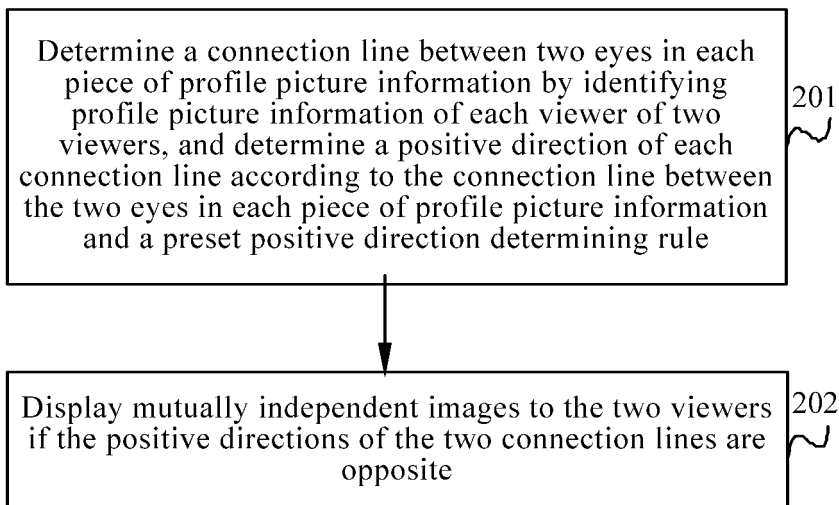 Determine a connection line between two eyes in each
piece of profile picture information by identifying
profile picture information of each viewer of two
viewers, and determine a positive direction of each
connection line according to the connection line between
the two eyes in each piece of profile picture information
and a preset positive direction determining rule
201
Display mutually independent images to the two viewers
if the positive directions of the two connection lines are
opposite
202